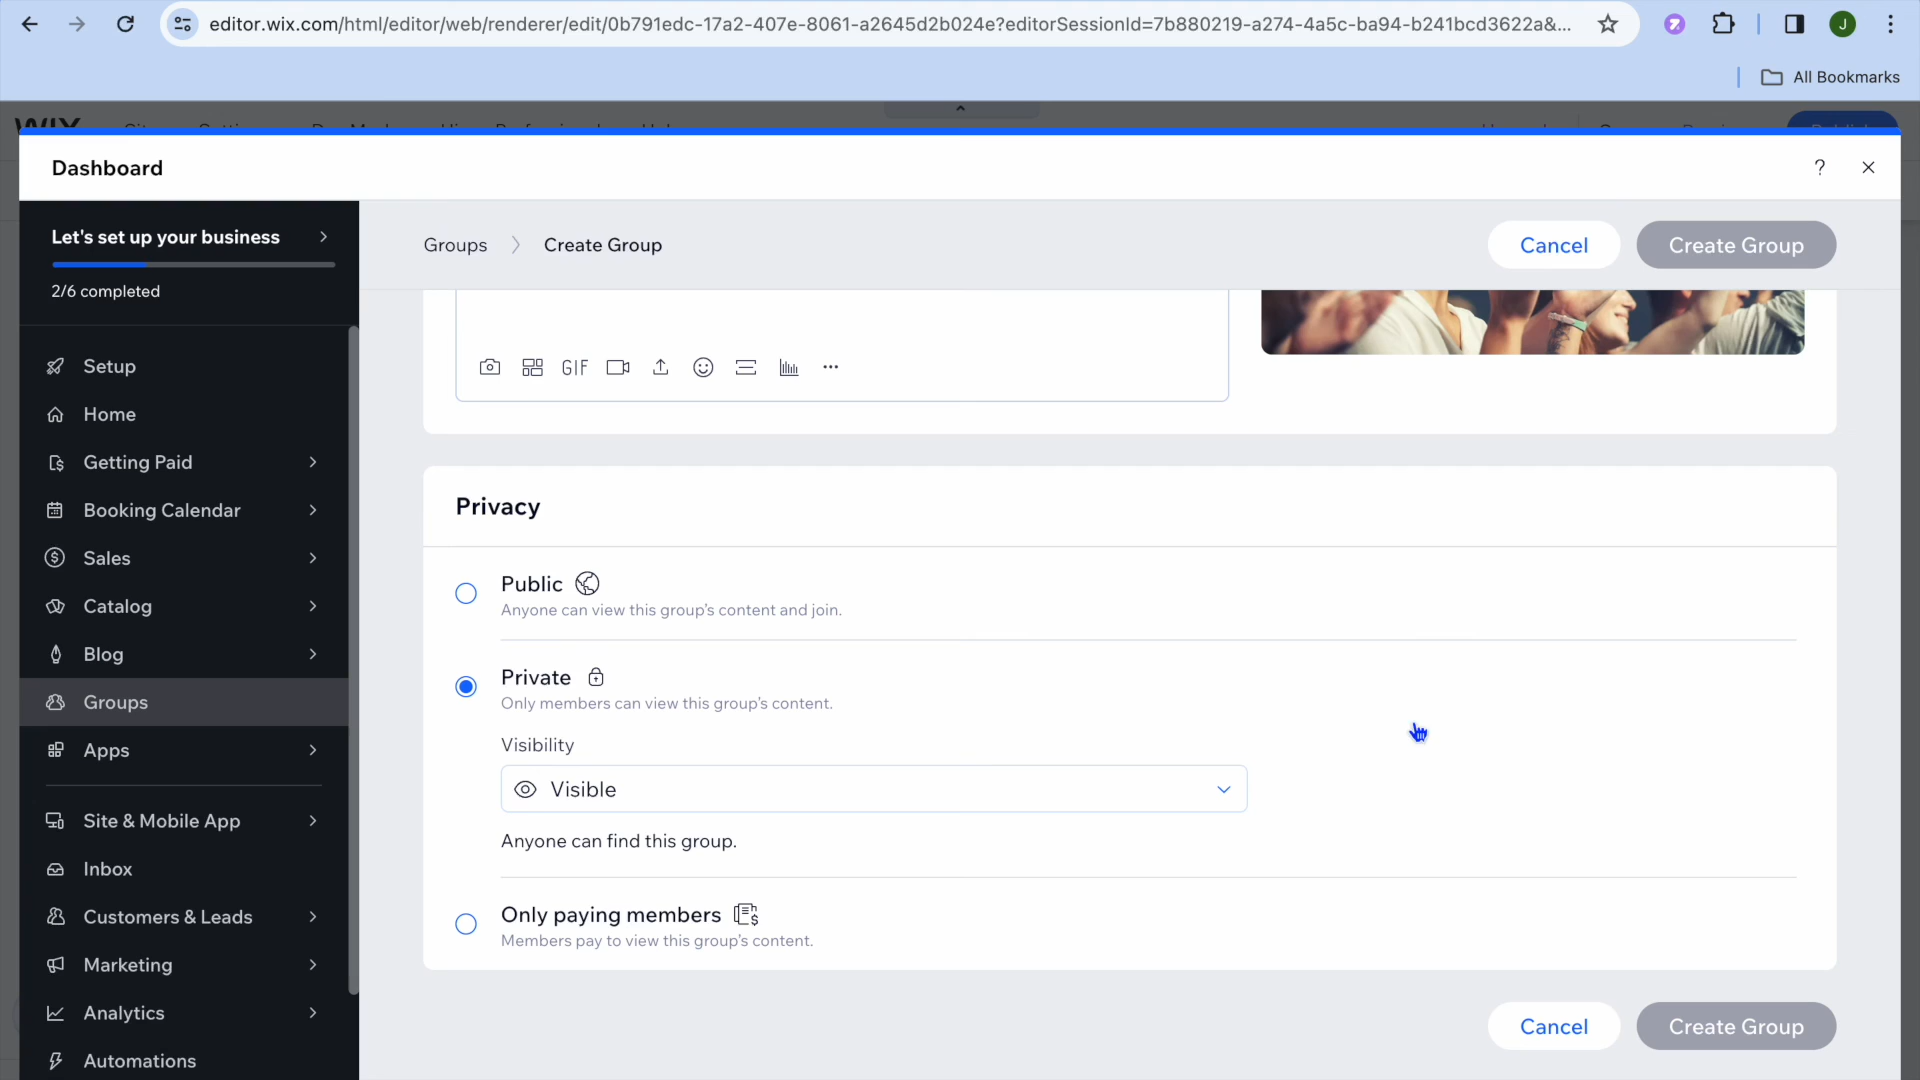 editor.wix.com/html/editor/web/renderer/edit/0b791edc-17a2-407e-8061-a2645d2b024e?editorSessionId=7b880219-a274-4a5c-ba94-b241bcd3622a&...
J
All Bookmarks
Dashboard
?
Let's set up your business
2/6 completed
Groups Create Group
Cancel Create Group
Setup
Home
Getting Paid
Booking Calendar
Sales
Catalog
Blog
Groups
Apps
Site & Mobile App
Inbox
Customers & Leads
Marketing
Analytics
Automations
GIF
Privacy
Public
Anyone can view this group's content and join.
Private
Only members can view this group's content.
Visibility
Visible
Anyone can find this group.
Only paying members
Members pay to view this group's content.
Cancel Create Group